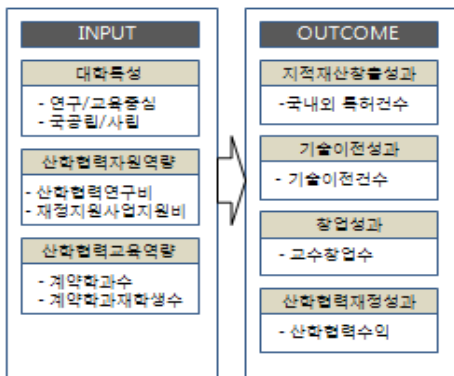 INPUT
대학특성
- 연구/교육중심
- 국공립/사립
산학협력자원역량
- 산학협력연구비
- 재정지원사업지원비
산학협력교육역량
- 계약학과수
- 계약학과재학생수
OUTCOME
지적재산창출성과
-국내외 특허건수
기술이전성과
- 기술이전건수
창업성과
- 교수창업수
산학협력재정성과
- 산학협력수익